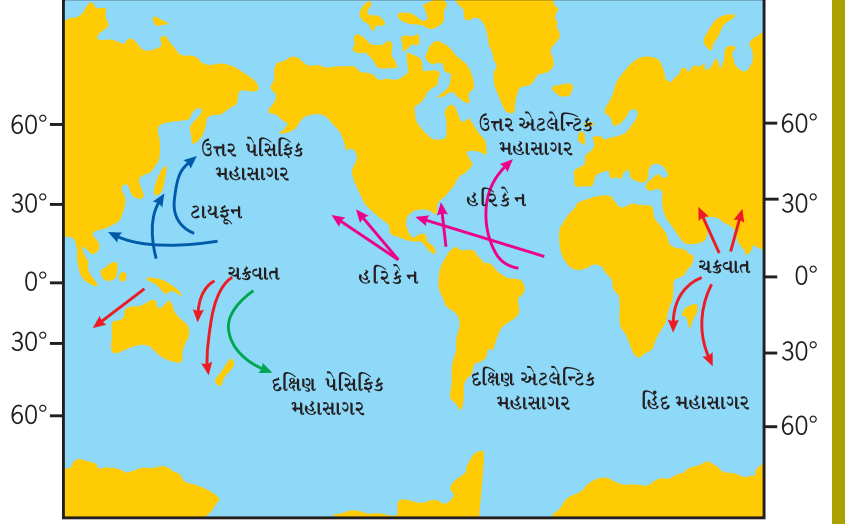 60°
30°
0°
30°
60°
ઉત્તર પેસિફિક
મહાસાગર
ટાયફૂન
ચક્રવાત
દક્ષિણ પેસિફિક
મહાસાગર
હરિકેન
ઉત્તર એટલેન્ટિક
મહાસાગર
હરિકેન
દક્ષિણ એટલેન્ટિક
મહાસાગર
ચક્રવાત
હિંદ મહાસાગર
60°
30°
0°
30°
60°